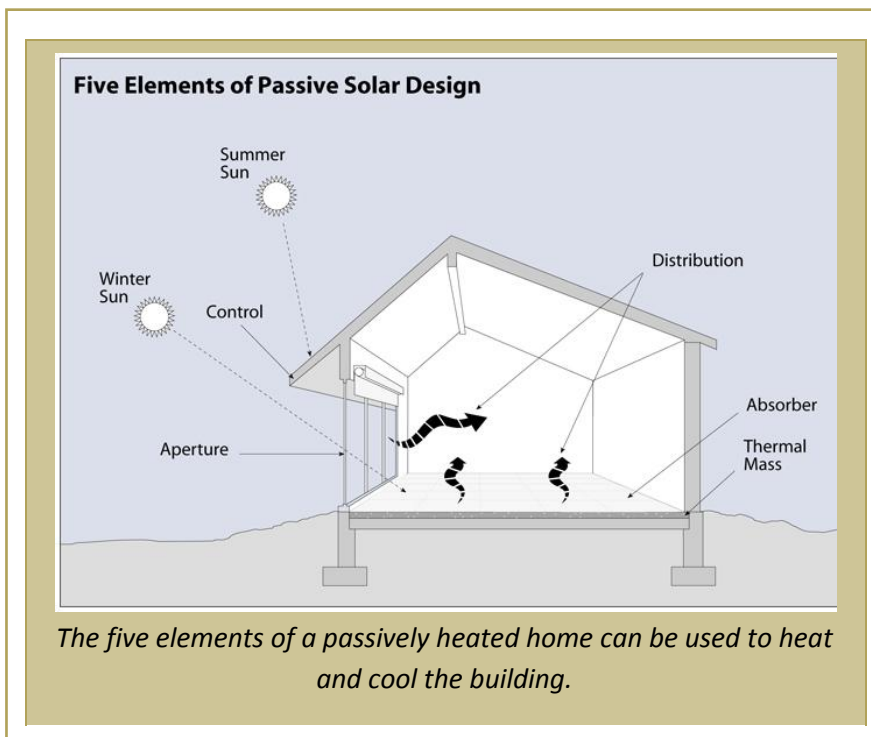 Five Elements of Passive Solar Design
Summer
Sun
Winter
Sun
Control
Distribution
Aperture
Absorber
Thermal
Mass
The five elements of a passively heated home can be used to heat
and cool the building.